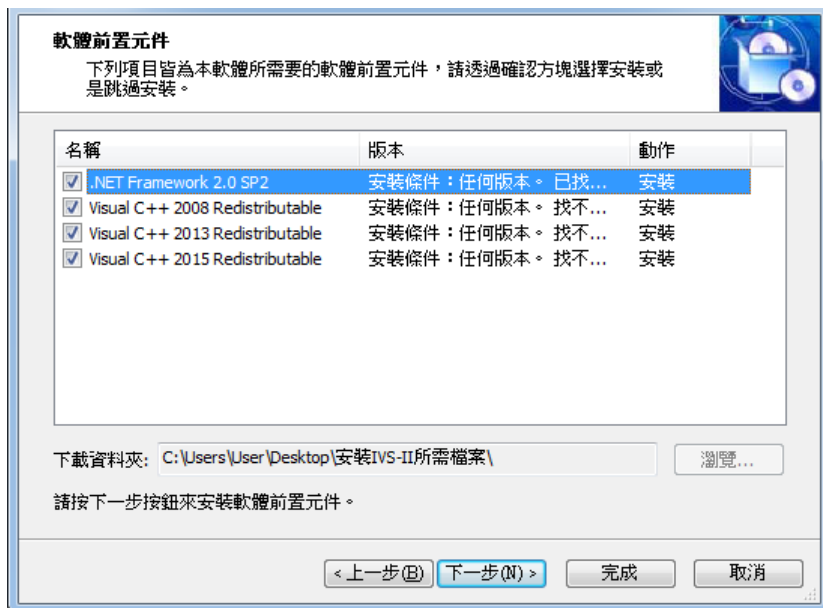 軟體前置元件
下列項目皆為本軟體所需要的軟體前置元件，請透過確認方塊選擇安裝或
是跳過安裝。
名稱 版本 動作
.NET Framework 2.0 SP2 安裝條件：任何版本。 已找... 安裝
Visual C++ 2008 Redistributable 安裝條件：任何版本。 找不... 安裝
Visual C++ 2013 Redistributable 安裝條件：任何版本。 找不... 安裝
Visual C++ 2015 Redistributable 安裝條件：任何版本。 找不... 安裝
下載資料夾: C:\Users\User\Desktop\安裝IVS-II所需檔案\ 瀏覽...
請按下一步按鈕來安裝軟體前置元件。
<上一步(B) 下一步(N)> 完成 取消